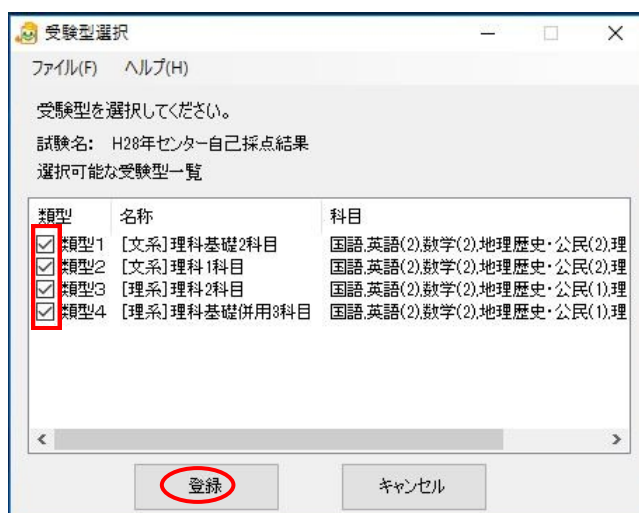 受験型選択
ファイル(F) ヘルプ(H)
受験型を選択してください。
試験名: H28年センター自己採点結果
選択可能な受験型一覧
類型 名称 科目
類型1 [文系]理科基礎2科目 国語,英語(2),数学(2),地理歴史・公民(2),理
類型2 [文系]理科1科目 国語,英語(2),数学(2),地理歴史・公民(2),理
類型3 [理系]理科2科目 国語,英語(2),数学(2),地理歴史・公民(1),理
類型4 [理系]理科基礎併用3科目 国語,英語(2),数学(2),地理歴史・公民(1),理
登録 キャンセル